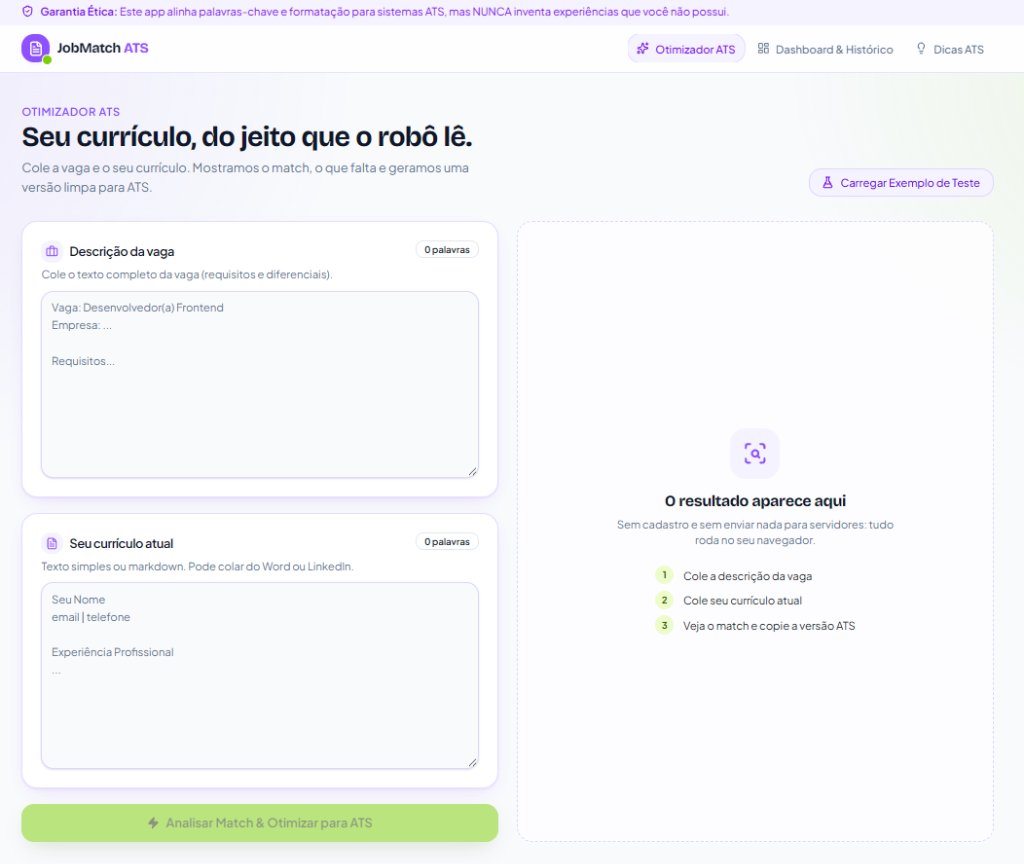 Garantia Ética: Este app alinha palavras-chave e formatação para sistemas ATS, mas NUNCA inventa experiências que você não possui.
JobMatch ATS
Otimizador ATS
Dashboard & Histórico
Dicas ATS
OTIMIZADOR ATS
Seu currículo, do jeito que o robô lê.
Cole a vaga e o seu currículo. Mostramos o match, o que falta e geramos uma
versão limpa para ATS.
Carregar Exemplo de Teste
Descrição da vaga
0 palavras
Cole o texto completo da vaga (requisitos e diferenciais).
Vaga: Desenvolvedor(a) Frontend
Empresa: ...
Requisitos...
Seu currículo atual
0 palavras
Texto simples ou markdown. Pode colar do Word ou LinkedIn.
Seu Nome
email | telefone
Experiência Profissional
...
Analisar Match & Otimizar para ATS
O resultado aparece aqui
Sem cadastro e sem enviar nada para servidores: tudo
roda no seu navegador.
1 Cole a descrição da vaga
2 Cole seu currículo atual
3 Veja o match e copie a versão ATS